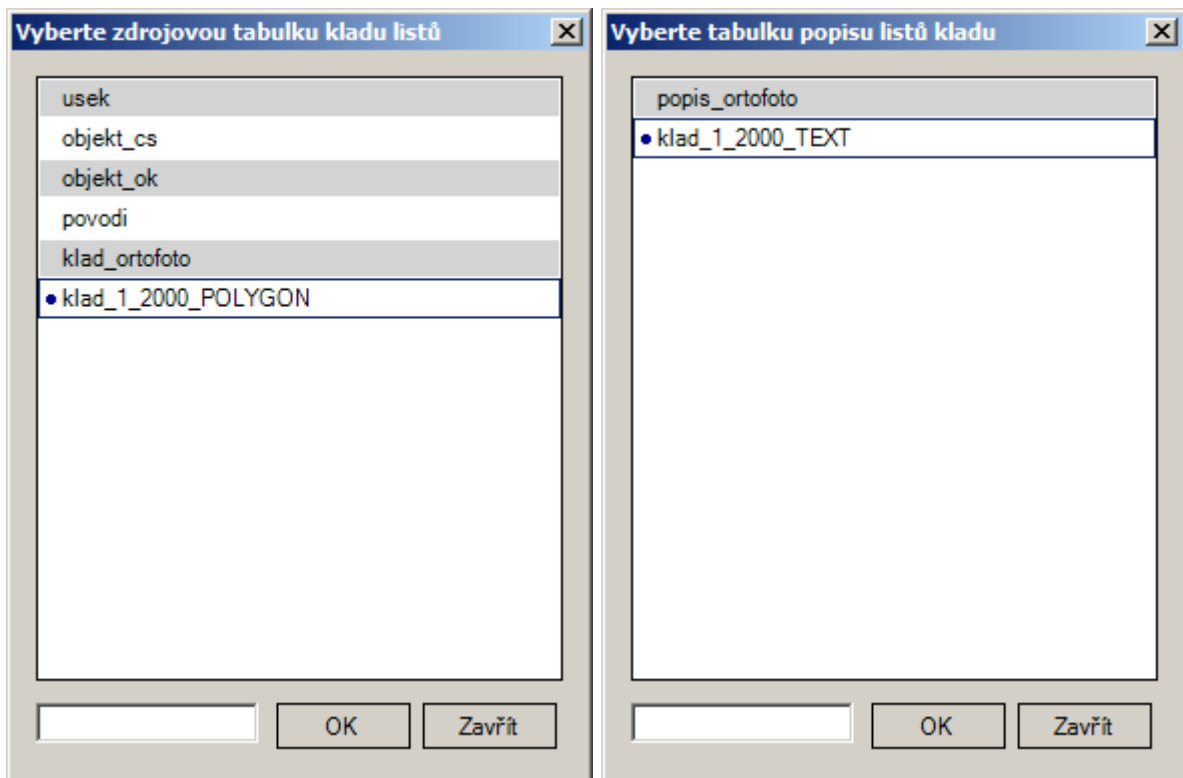 Vyberte zdrojovou tabulku kladu listů
usek
objekt_cs
objekt_ok
povodi
klad_ortofoto
klad_1_2000_POLYGON
OK
Zavřít
Vyberte tabulku popisu listů kladu
popis_ortofoto
klad_1_2000_TEXT
OK
Zavřít